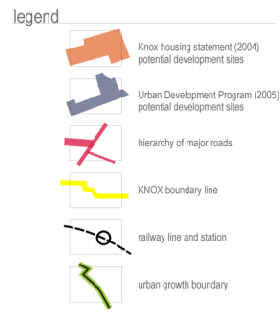 legend
Knox housing statement (2004)
potential development sites
Urban Development Program (2005)
potential development sites
hierarchy of major roads
KNOX boundary line
railway line and station
urban growth boundary